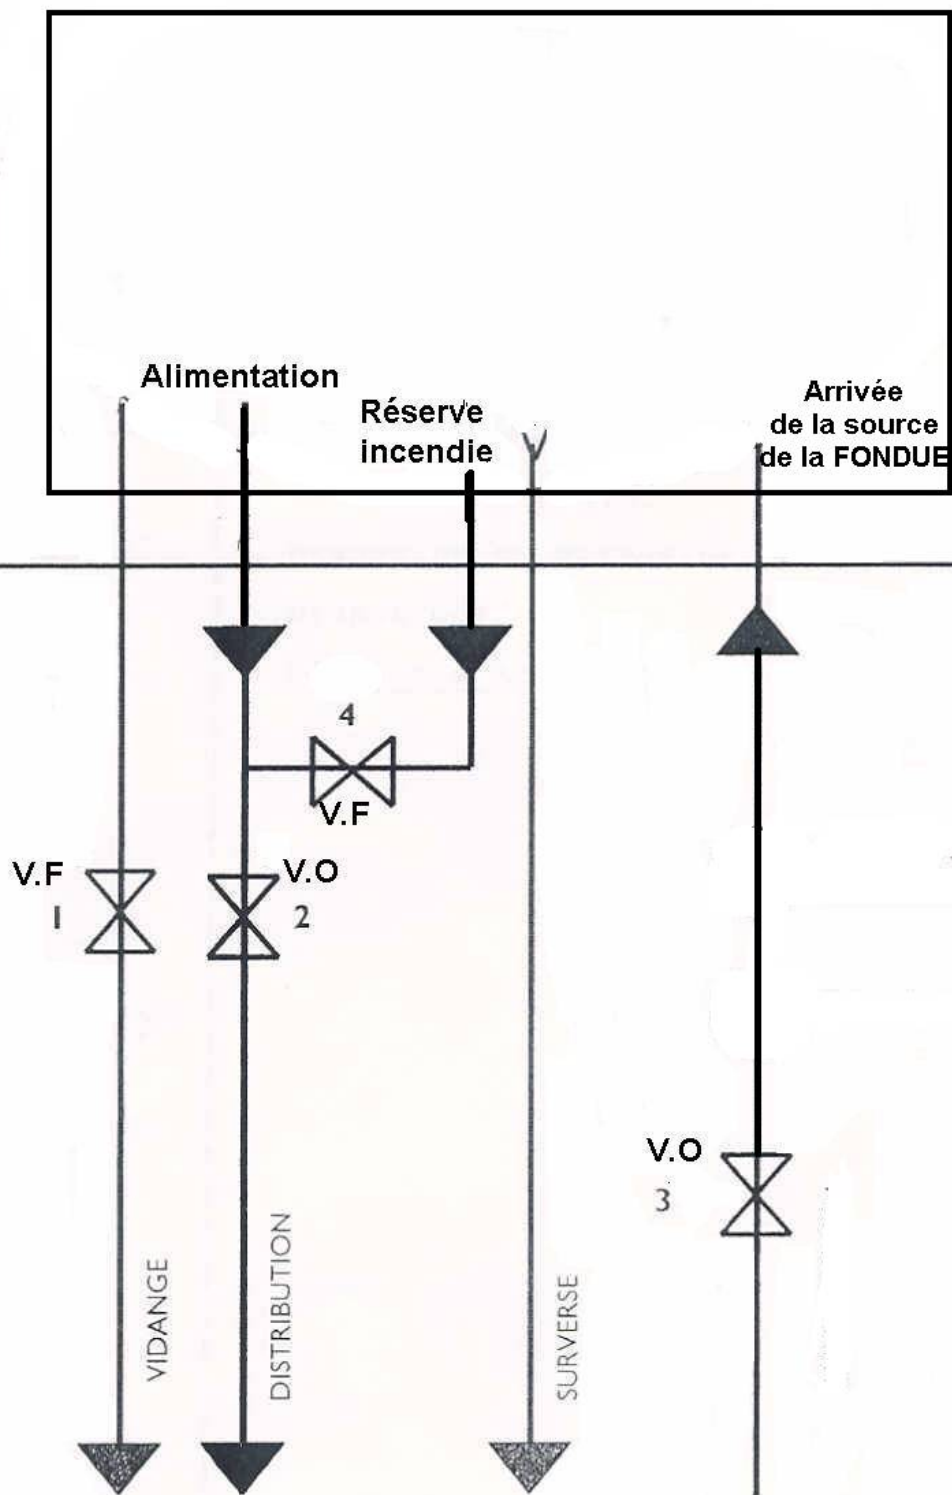 Alimentation
Réserve
incendie
Arrivée
de la source
de la FONDUE
4
V.F
V.F
1
V.O
2
V.O
3
VIDANGE
DISTRIBUTION
SURVERSE